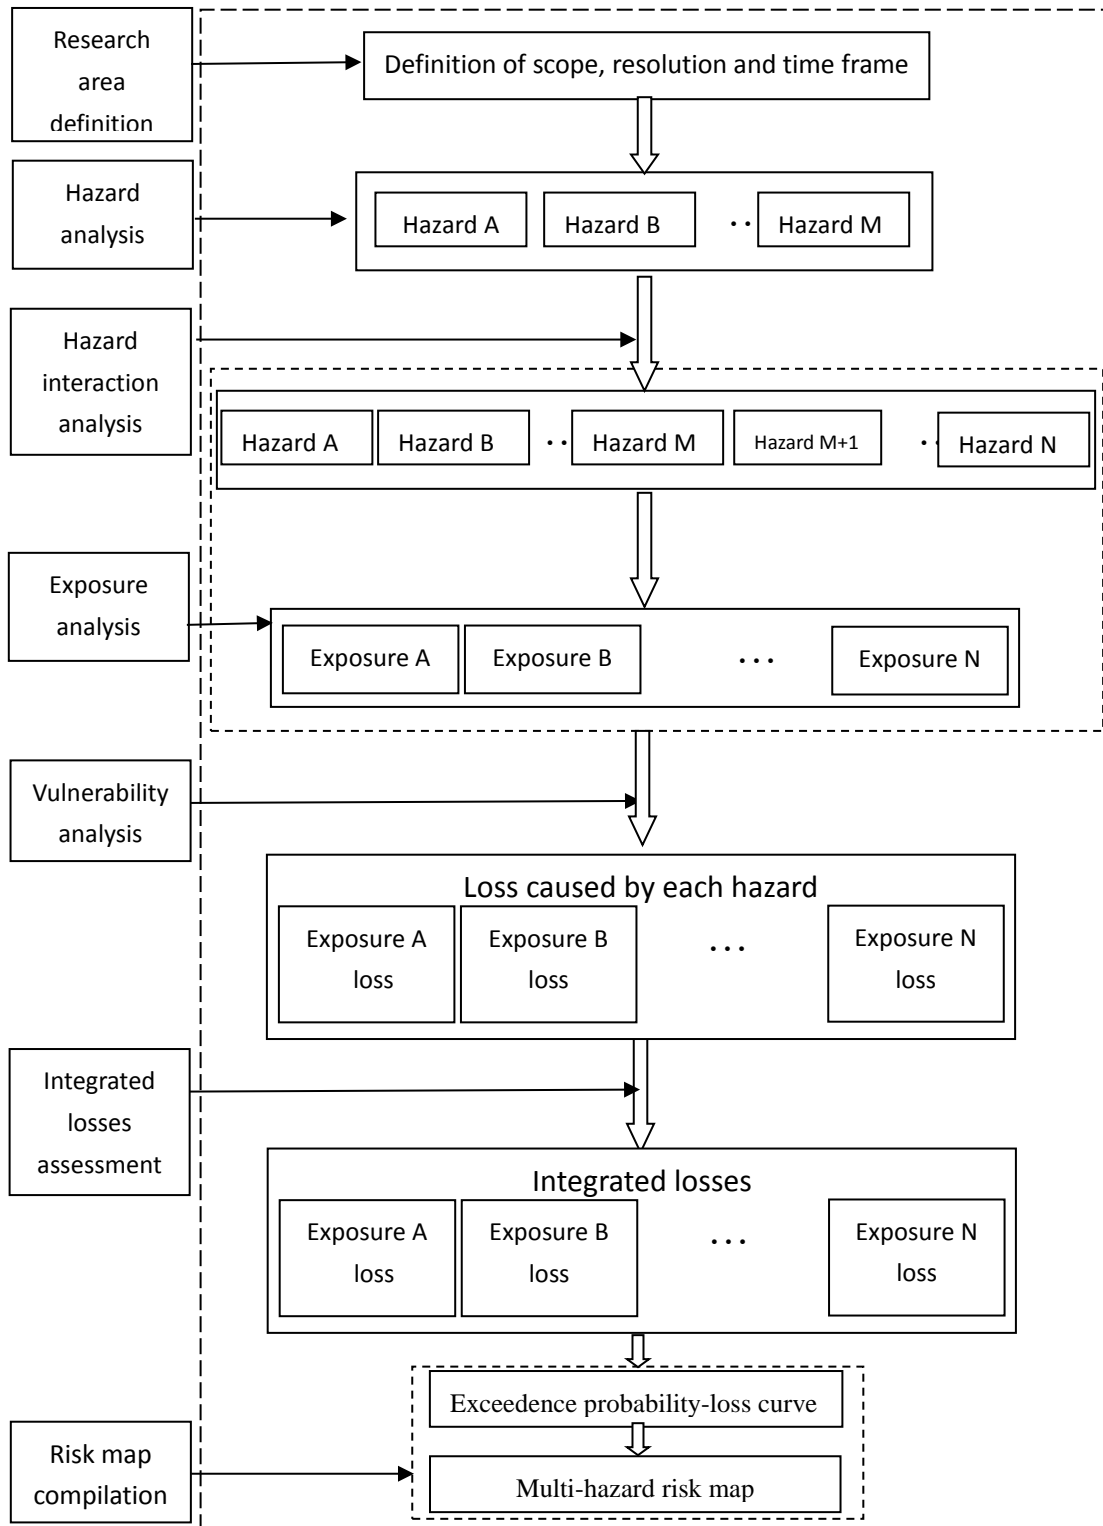 Research
area
definition
Definition of scope, resolution and time frame
Hazard
analysis
Hazard A
Hazard B
..
Hazard M
Hazard
interaction
analysis
Hazard A
Hazard B
..
Hazard M
Hazard M+1
..
Hazard N
Exposure
analysis
Exposure A
Exposure B
...
Exposure N
Vulnerability
analysis
Loss caused by each hazard
Exposure A
loss
Exposure B
loss
...
Exposure N
loss
Integrated
losses
assessment
Integrated losses
Exposure A
loss
Exposure B
loss
...
Exposure N
loss
Exceedence probability-loss curve
Risk map
compilation
Multi-hazard risk map